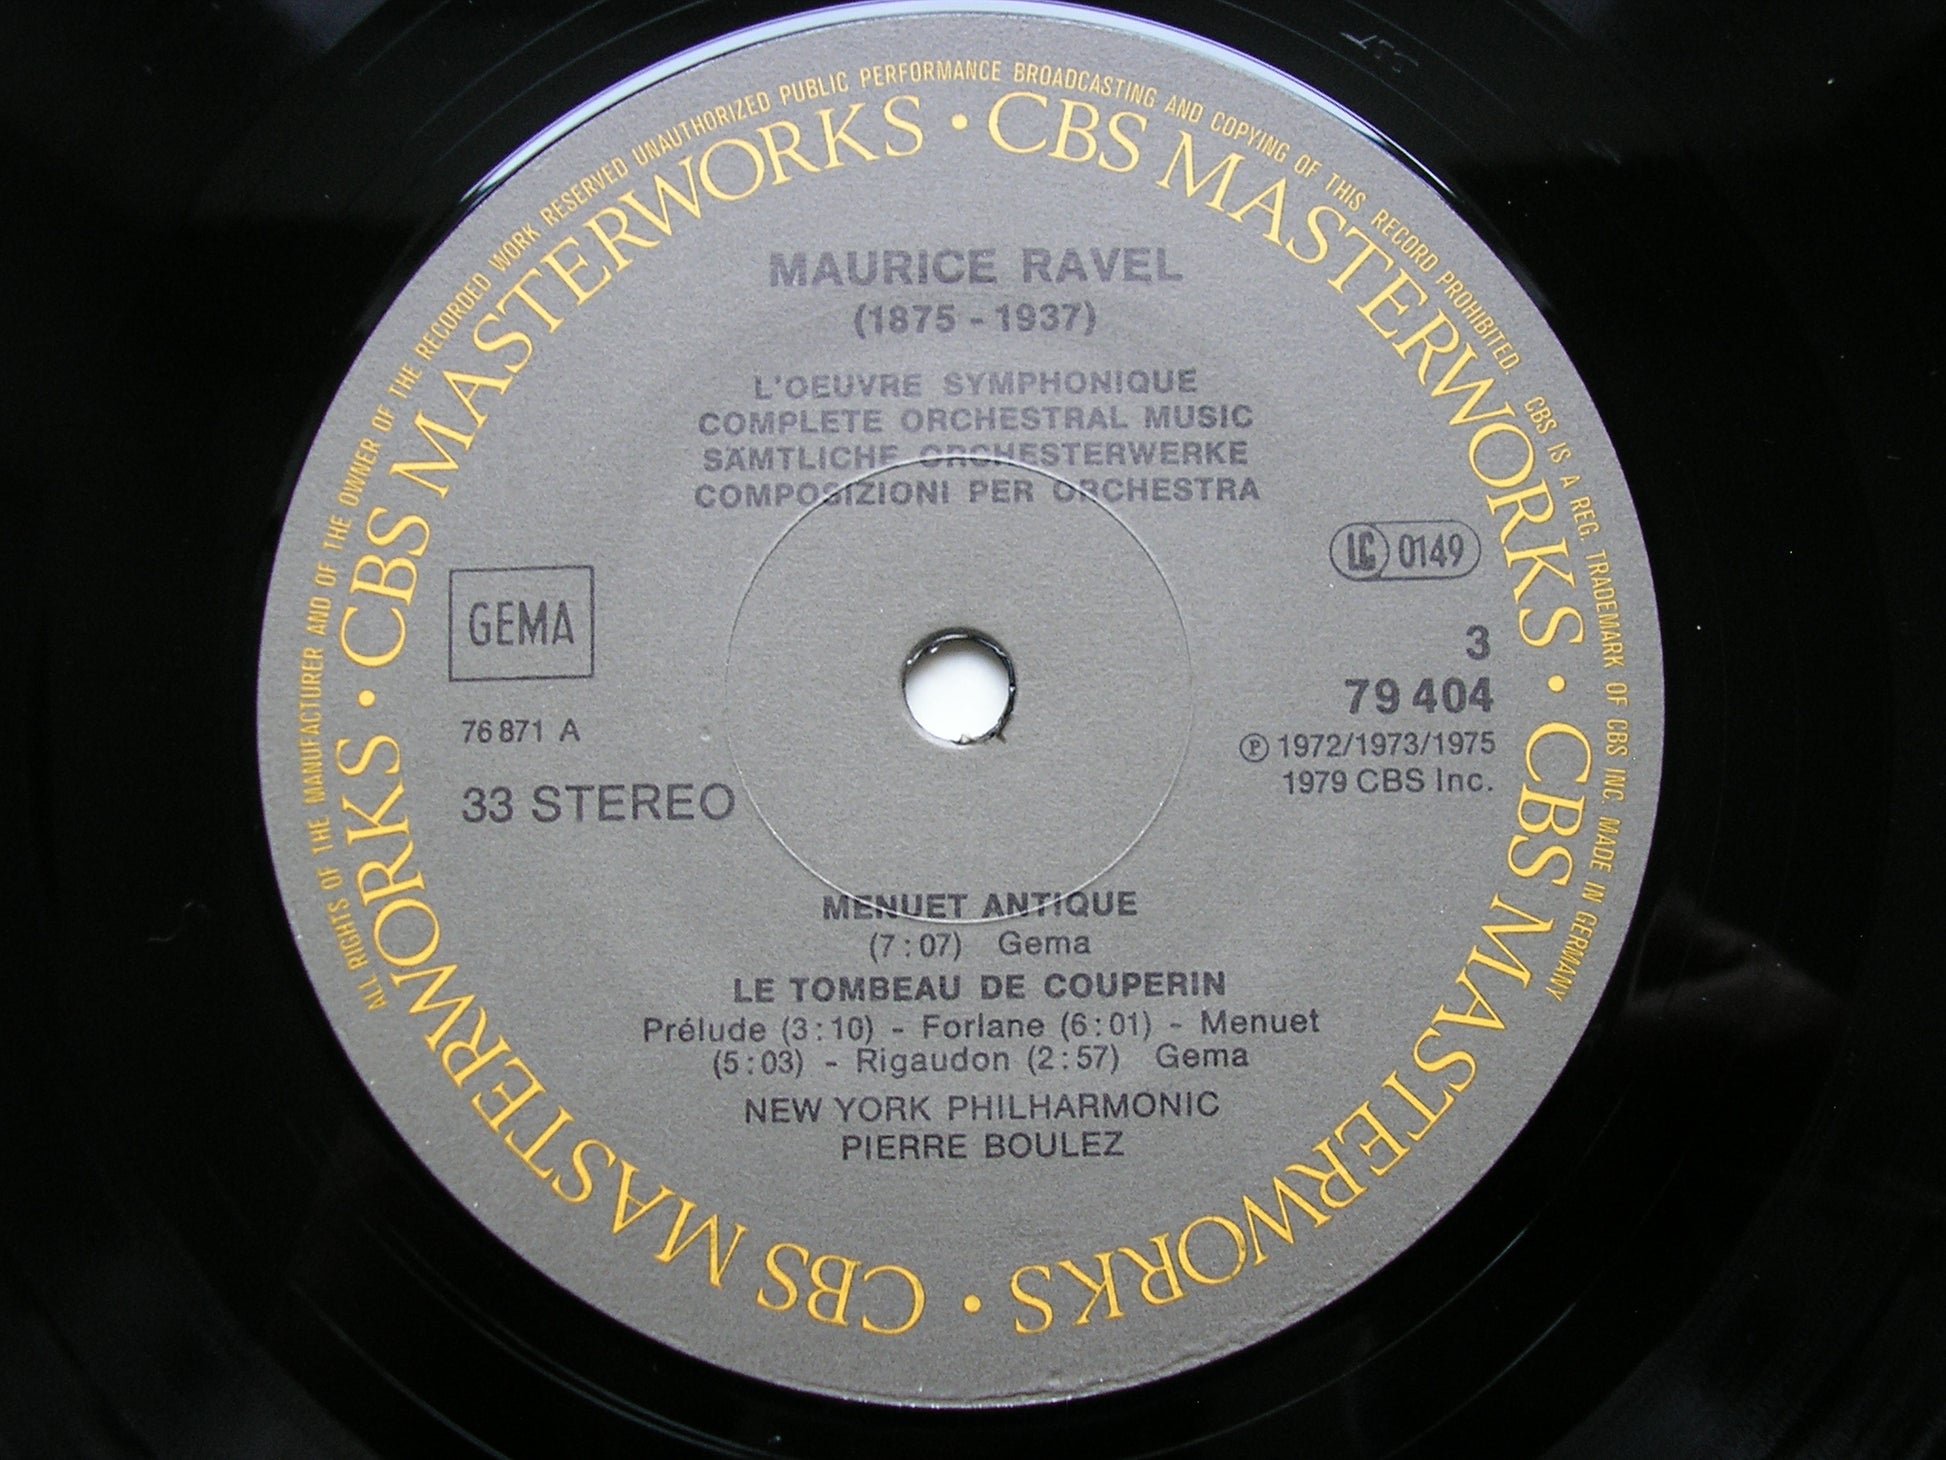 ALL RIGHTS OF THE MANUFACTURER AND OF THE OWNER OF THE RECORDED WORK RESERVED UNAUTHORIZED PUBLIC PERFORMANCE BROADCASTING AND COPYING OF THIS RECORD PROHIBITED. CBS IS A REG. TRADEMARK OF CBS INC. MADE IN GERMANY
CBS MASTERWORKS · CBS MASTERWORKS · CBS MASTERWORKS · CBS MASTERWORKS ·
MAURICE RAVEL
(1875 - 1937)
L'OEUVRE SYMPHONIQUE
COMPLETE ORCHESTRAL MUSIC
SÄMTLICHE ORCHESTERWERKE
COMPOSIZIONI PER ORCHESTRA
GEMA
LC 0149
3
79 404
76 871 A
Ⓟ 1972/1973/1975
1979 CBS Inc.
33 STEREO
MENUET ANTIQUE
(7:07) Gema
LE TOMBEAU DE COUPERIN
Prélude (3:10) - Forlane (6:01) - Menuet
(5:03) - Rigaudon (2:57) Gema
NEW YORK PHILHARMONIC
PIERRE BOULEZ